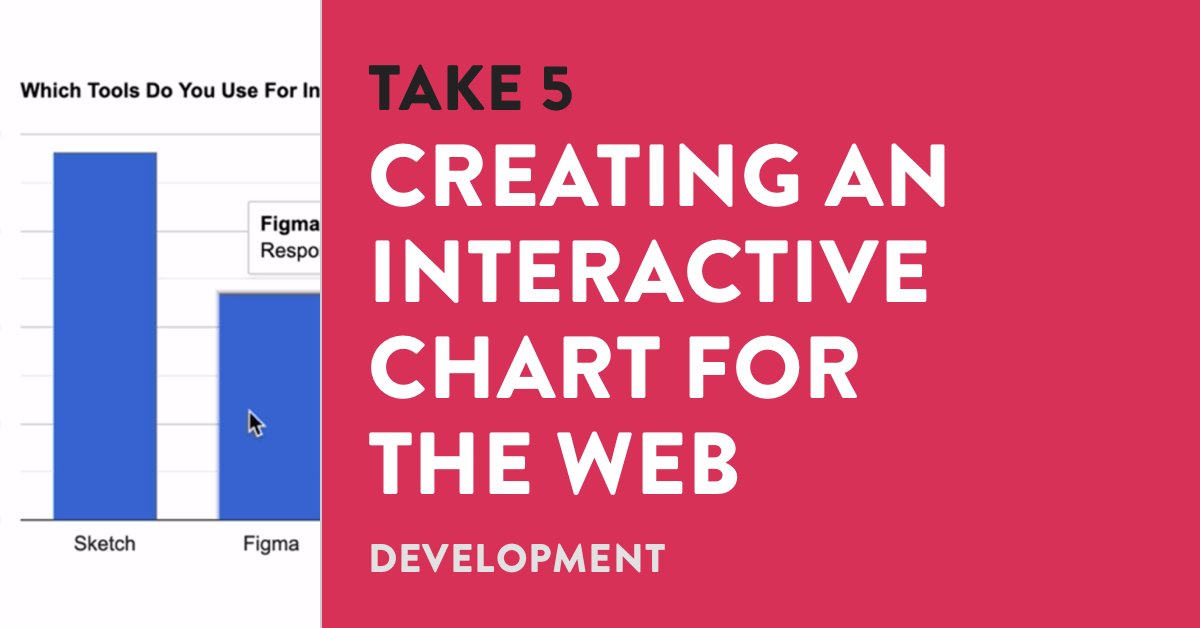 Which Tools Do You Use For In
Figma
Respo
Sketch
Figma
TAKE 5
CREATING AN
INTERACTIVE
CHART FOR
THE WEB
DEVELOPMENT